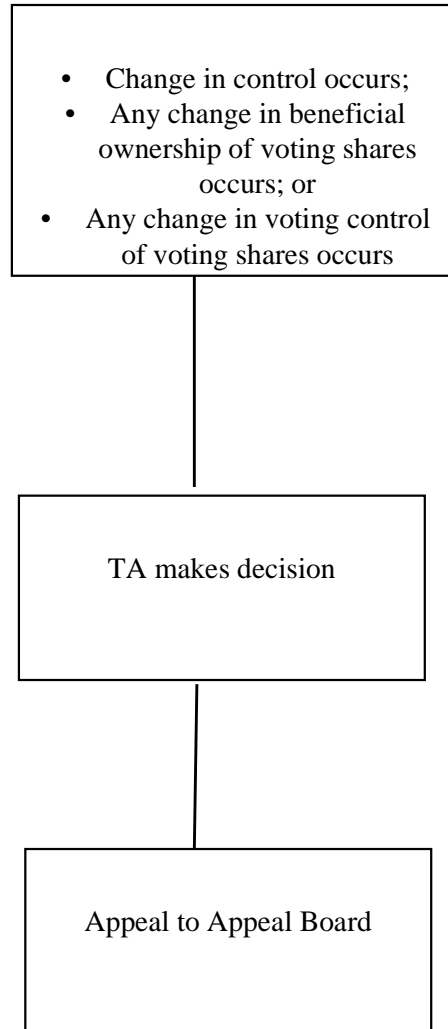 • Change in control occurs;
• Any change in beneficial
ownership of voting shares
occurs; or
• Any change in voting control
of voting shares occurs
TA makes decision
Appeal to Appeal Board